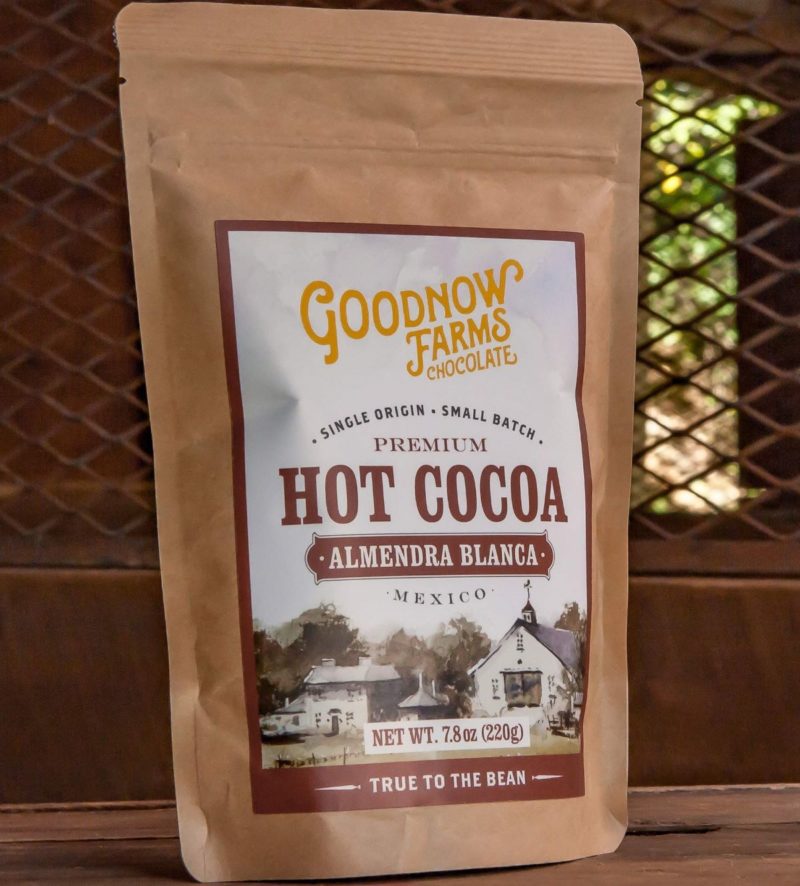 GOODNOW
FARMS
CHOCOLATE
· SINGLE ORIGIN · SMALL BATCH ·
PREMIUM
HOT COCOA
· ALMENDRA BLANCA ·
· MEXICO ·
NET WT. 7.8 oz (220g)
TRUE TO THE BEAN